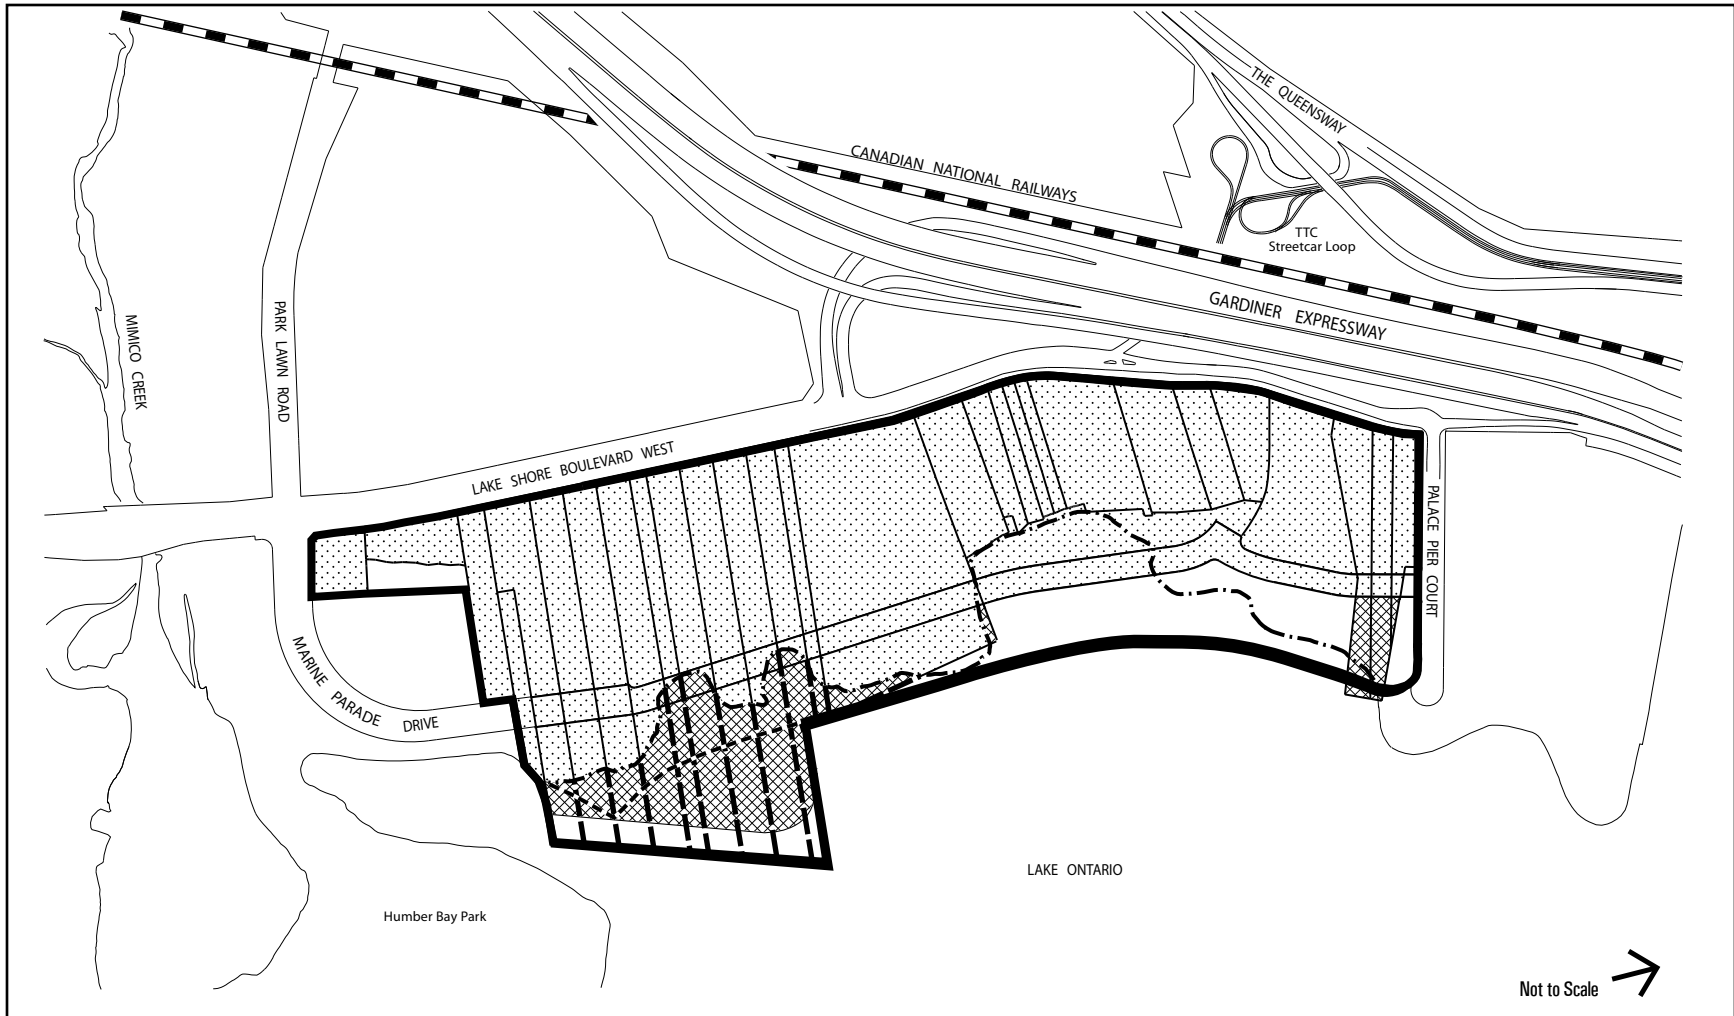 THE QUEENSWAY
CANADIAN NATIONAL RAILWAYS
TTC
Streetcar Loop
GARDINER EXPRESSWAY
MIMICO CREEK
PARK LAWN ROAD
LAKE SHORE BOULEVARD WEST
PALACE PIER COURT
MARINE PARADE DRIVE
LAKE ONTARIO
Humber Bay Park
Not to Scale